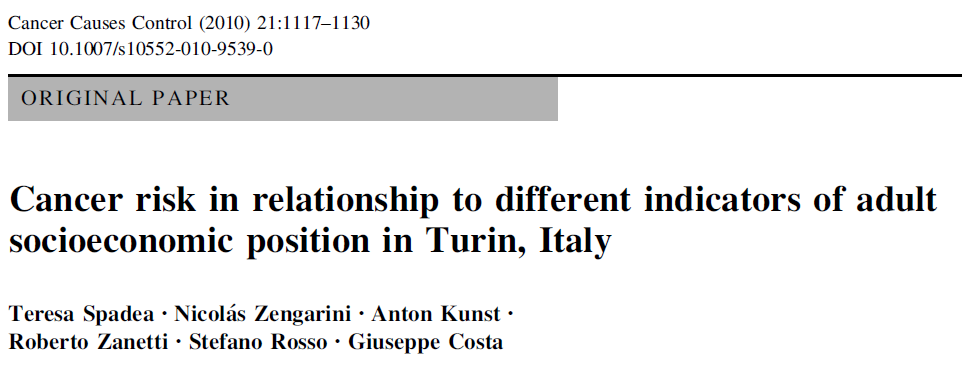 Cancer Causes Control (2010) 21:1117–1130
DOI 10.1007/s10552-010-9539-0
ORIGINAL PAPER
Cancer risk in relationship to different indicators of adult
socioeconomic position in Turin, Italy
Teresa Spadea · Nicolás Zengarini · Anton Kunst ·
Roberto Zanetti · Stefano Rosso · Giuseppe Costa